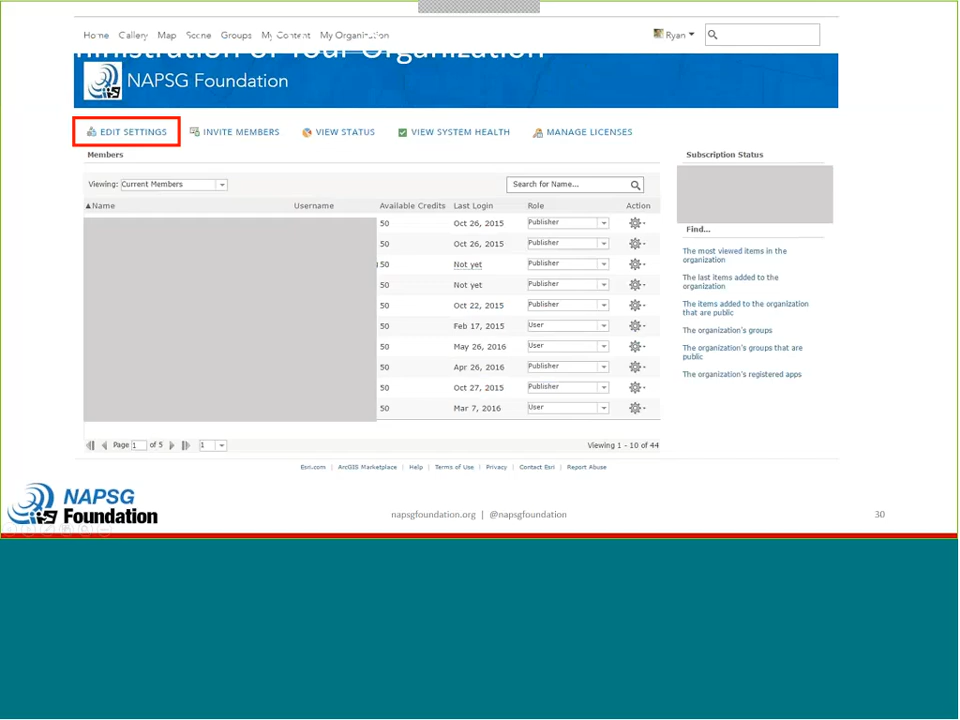 Home Gallery Map Scene Groups My Content My Organization
Ryan
ministration of Your Organization
NAPSG Foundation
EDIT SETTINGS INVITE MEMBERS VIEW STATUS VIEW SYSTEM HEALTH MANAGE LICENSES
Members
Subscription Status
Viewing: Current Members
Search for Name...
▲Name Username Available Credits Last Login Role Action
50 Oct 26, 2015 Publisher
50 Oct 26, 2015 Publisher
50 Not yet Publisher
50 Not yet Publisher
50 Oct 22, 2015 Publisher
50 Feb 17, 2015 User
50 May 26, 2016 User
50 Apr 26, 2016 Publisher
50 Oct 27, 2015 Publisher
50 Mar 7, 2016 User
Find...
The most viewed items in the
organization
The last items added to the
organization
The items added to the organization
that are public
The organization's groups
The organization's groups that are
public
The organization's registered apps
Page 1 of 5 1
Viewing 1 - 10 of 44
Esri.com | ArcGIS Marketplace | Help | Terms of Use | Privacy | Contact Esri | Report Abuse
NAPSG
Foundation
napsgfoundation.org | @napsgfoundation
30